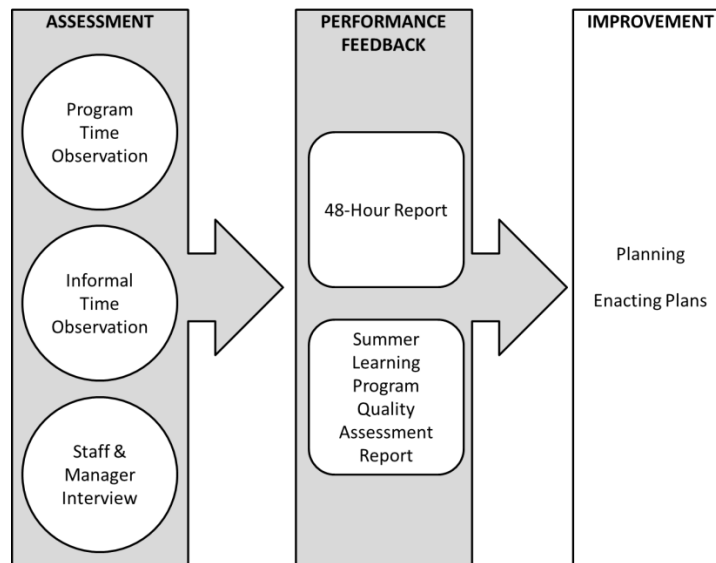 ASSESSMENT
Program
Time
Observation
Informal
Time
Observation
Staff &
Manager
Interview
PERFORMANCE
FEEDBACK
48-Hour Report
Summer
Learning
Program
Quality
Assessment
Report
IMPROVEMENT
Planning
Enacting Plans